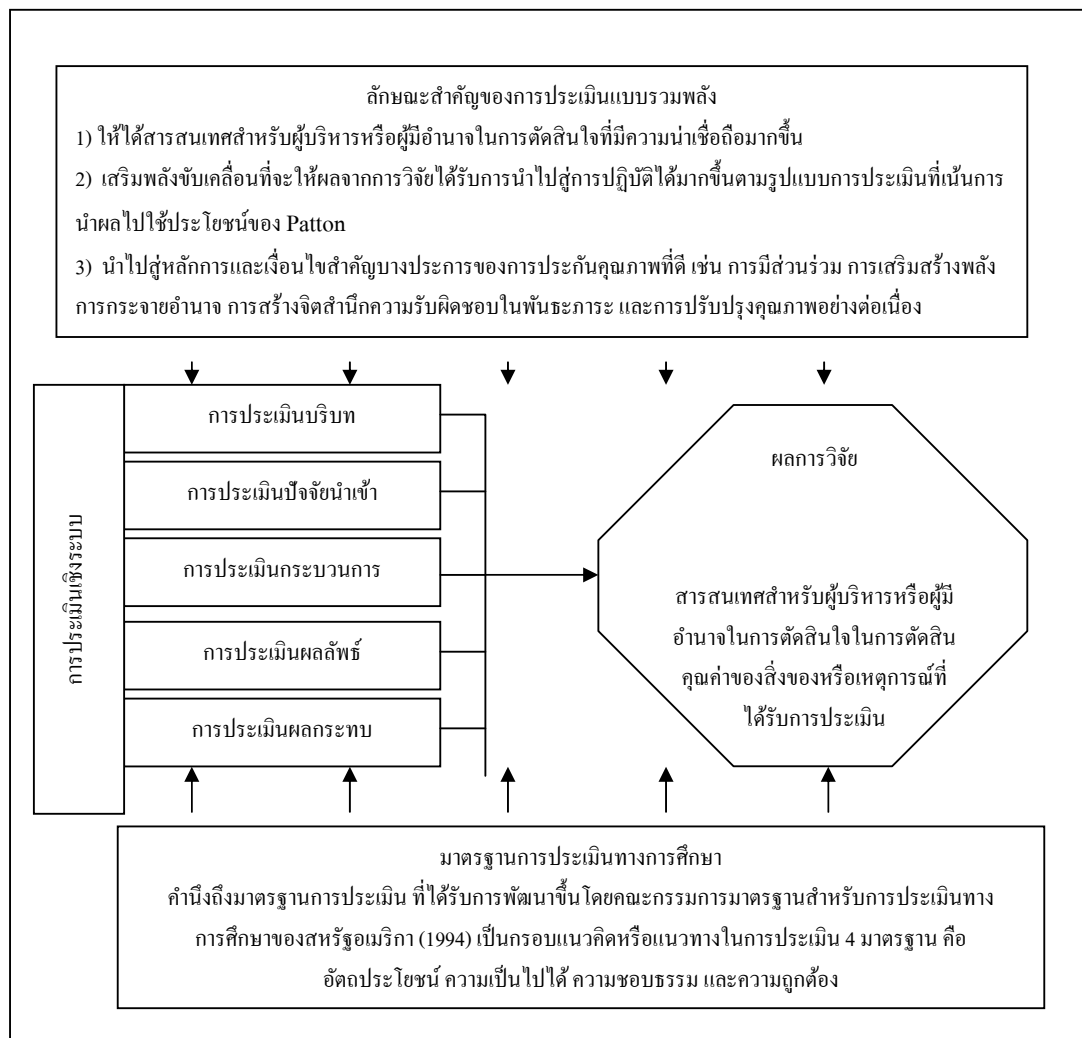 ลักษณะสำคัญของการประเมินแบบรวมพลัง
1) ให้ได้สารสนเทศสำหรับผู้บริหารหรือผู้มีอำนาจในการตัดสินใจที่มีความน่าเชื่อถือมากขึ้น
2) เสริมพลังขับเคลื่อนที่จะให้ผลจากการวิจัยได้รับการนำไปสู่การปฏิบัติได้มากขึ้นตามรูปแบบการประเมินที่เน้นการ
นำผลไปใช้ประโยชน์ของ Patton
3) นำไปสู่หลักการและเงื่อนไขสำคัญบางประการของการประกันคุณภาพที่ดี เช่น การมีส่วนร่วม การเสริมสร้างพลัง
การกระจายอำนาจ การสร้างจิตสำนึกความรับผิดชอบในพันธะภาระ และการปรับปรุงคุณภาพอย่างต่อเนื่อง
การประเมินเชิงระบบ
การประเมินบริบท
การประเมินปัจจัยนำเข้า
การประเมินกระบวนการ
การประเมินผลลัพธ์
การประเมินผลกระทบ
ผลการวิจัย
สารสนเทศสำหรับผู้บริหารหรือผู้มี
อำนาจในการตัดสินใจในการตัดสิน
คุณค่าของสิ่งของหรือเหตุการณ์ที่
ได้รับการประเมิน
มาตรฐานการประเมินทางการศึกษา
คำนึงถึงมาตรฐานการประเมิน ที่ได้รับการพัฒนาขึ้นโดยคณะกรรมการมาตรฐานสำหรับการประเมินทาง
การศึกษาของสหรัฐอเมริกา (1994) เป็นกรอบแนวคิดหรือแนวทางในการประเมิน 4 มาตรฐาน คือ
อัตถประโยชน์ ความเป็นไปได้ ความชอบธรรม และความถูกต้อง